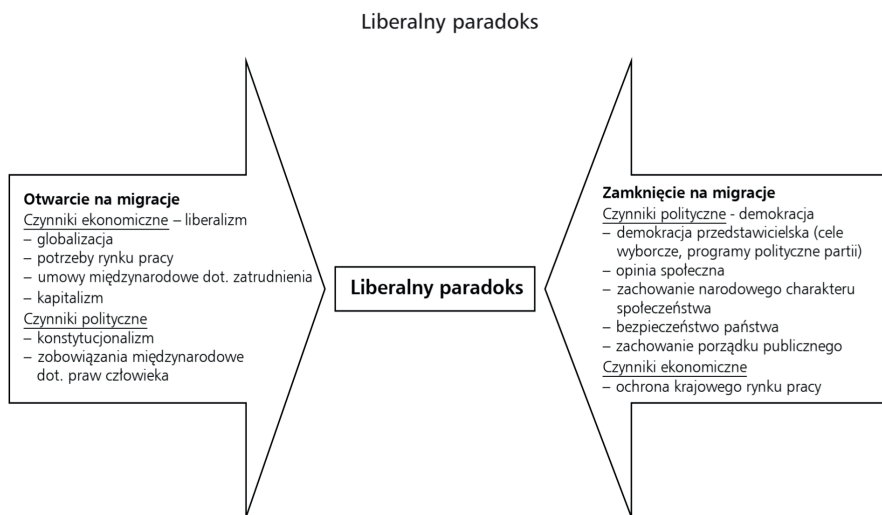 Liberalny paradoks
Otwarcie na migracje
Czynniki ekonomiczne – liberalizm
– globalizacja
– potrzeby rynku pracy
– umowy międzynarodowe dot. zatrudnienia
– kapitalizm
Czynniki polityczne
– konstytucjonalizm
– zobowiązania międzynarodowe
dot. praw człowieka
Liberalny paradoks
Zamknięcie na migracje
Czynniki polityczne - demokracja
– demokracja przedstawicielska (cele
wyborcze, programy polityczne partii)
– opinia społeczna
– zachowanie narodowego charakteru
społeczeństwa
– bezpieczeństwo państwa
– zachowanie porządku publicznego
Czynniki ekonomiczne
– ochrona krajowego rynku pracy